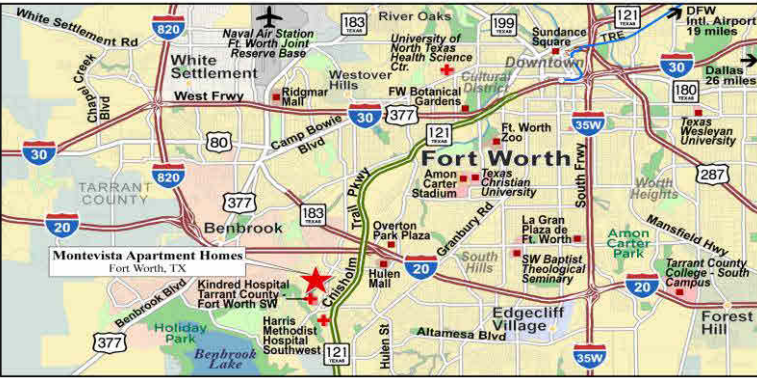 White Settlement Rd
820
Naval Air Station
Ft. Worth Joint
Reserve Base
183
TEXAS
River Oaks
199
TEXAS
121
TEXAS
DFW
Intl. Airport
19 miles
TRE
Sundance
Square
Downtown
University of
North Texas
Health Science
Ctr.
White
Settlement
Westover
Hills
Cultural
District
30
Dallas
26 miles
Chapel Creek
Blvd
Ridgmar
Mall
West Frwy
FW Botanical
Gardens
180
TEXAS
30
377
Camp Bowie
Blvd
121
TEXAS
Ft. Worth
Zoo
35W
Texas
Wesleyan
University
80
30
Fort Worth
820
TARRANT
COUNTY
377
Amon
Carter
Stadium
Texas
Christian
University
South Frwy
Worth
Heights
287
20
183
TEXAS
Trail Pkwy
Chisholm
Benbrook
Granbury Rd
La Gran
Plaza de
Ft. Worth
Amon
Carter
Park
Mansfield Hwy
Overton
Park Plaza
Montevista Apartment Homes
Fort Worth, TX
20
South
Hills
SW Baptist
Theological
Seminary
Tarrant County
College - South
Campus
Hulen
Mall
Kindred Hospital
Tarrant County -
Fort Worth SW
20
Benbrook Blvd
Edgecliff
Village
Forest
Hill
Holiday
Park
Harris
Methodist
Hospital
Southwest
Hulen St
Altamesa Blvd
377
Benbrook
Lake
121
TEXAS
35W